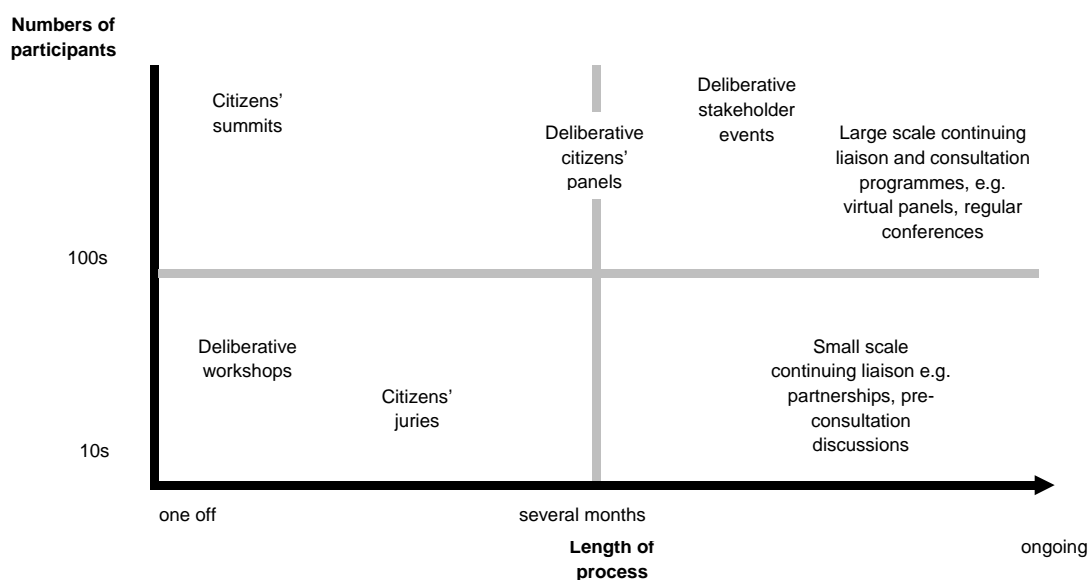 Numbers of
participants
Citizens’
summits
Deliberative
citizens’
panels
Deliberative
stakeholder
events
Large scale continuing
liaison and consultation
programmes, e.g.
virtual panels, regular
conferences
100s
Deliberative
workshops
Citizens’
juries
Small scale
continuing liaison e.g.
partnerships, pre-
consultation
discussions
10s
one off
several months
ongoing
Length of
process